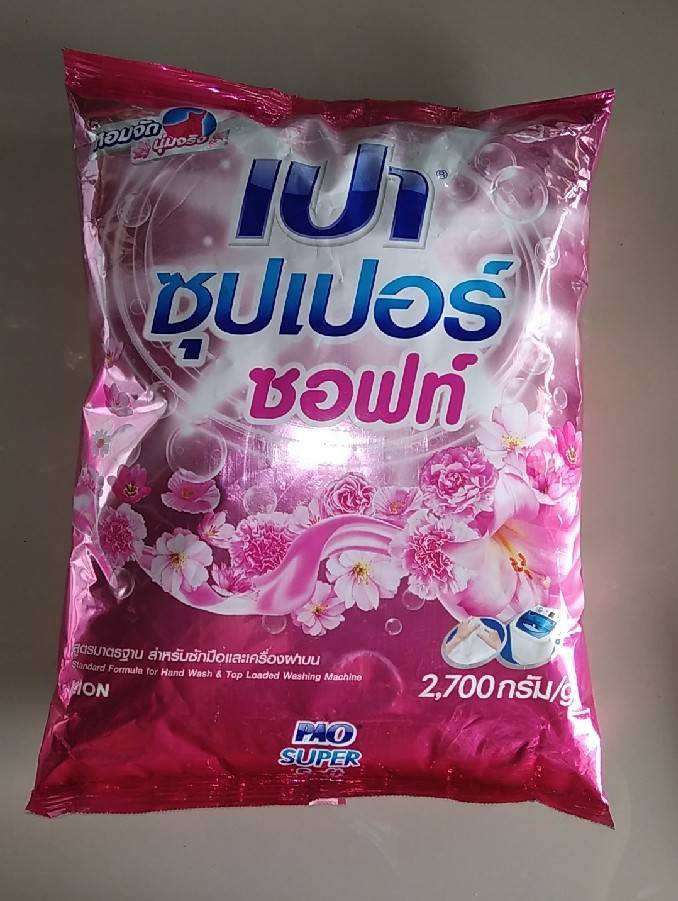 หอมจัด
นุ่มจริง
เปา®
ซุปเปอร์
ซอฟท์
สูตรมาตรฐาน สำหรับซักมือและเครื่องฝาบน
Standard Formula for Hand Wash & Top Loaded Washing Machine
LION
2,700 กรัม/g
PAO
SUPER
Soft